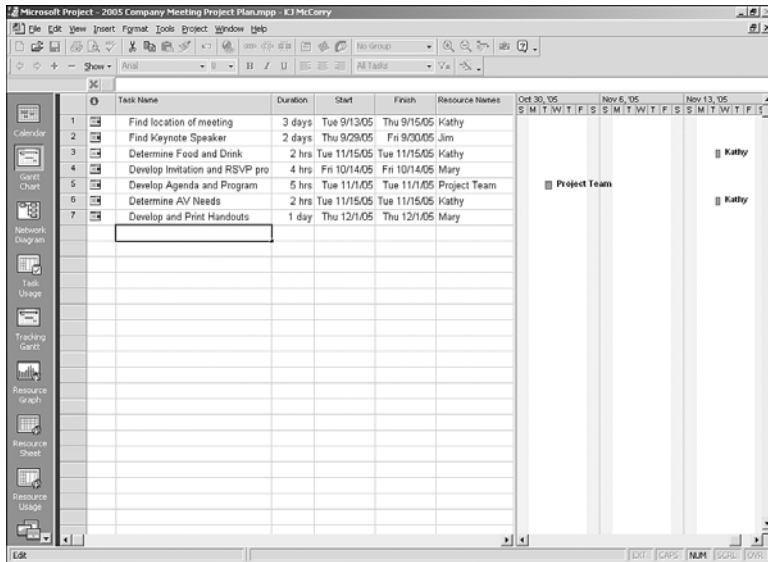 Microsoft Project - 2005 Company Meeting Project Plan.mpp - KJ McCorry
File Edit View Insert Format Tools Project Window Help
No Group
Show Arial 8 B I U All Tasks
Task Name Duration Start Finish Resource Names Oct 30, '05 Nov 6, '05 Nov 13, '05
S M T W T F S S M T W T F S S M T W T F S
1 Find location of meeting 3 days Tue 9/13/05 Thu 9/15/05 Kathy
2 Find Keynote Speaker 2 days Thu 9/29/05 Fri 9/30/05 Jim
3 Determine Food and Drink 2 hrs Tue 11/15/05 Tue 11/15/05 Kathy Kathy
4 Develop Invitation and RSVP pro 4 hrs Fri 10/14/05 Fri 10/14/05 Mary
5 Develop Agenda and Program 5 hrs Tue 11/1/05 Tue 11/1/05 Project Team Project Team
6 Determine AV Needs 2 hrs Tue 11/15/05 Tue 11/15/05 Kathy Kathy
7 Develop and Print Handouts 1 day Thu 12/1/05 Thu 12/1/05 Mary
Calendar
Gantt
Chart
Network
Diagram
Task
Usage
Tracking
Gantt
Resource
Graph
Resource
Sheet
Resource
Usage
Edit EXT CAPS NUM SCRL OVR